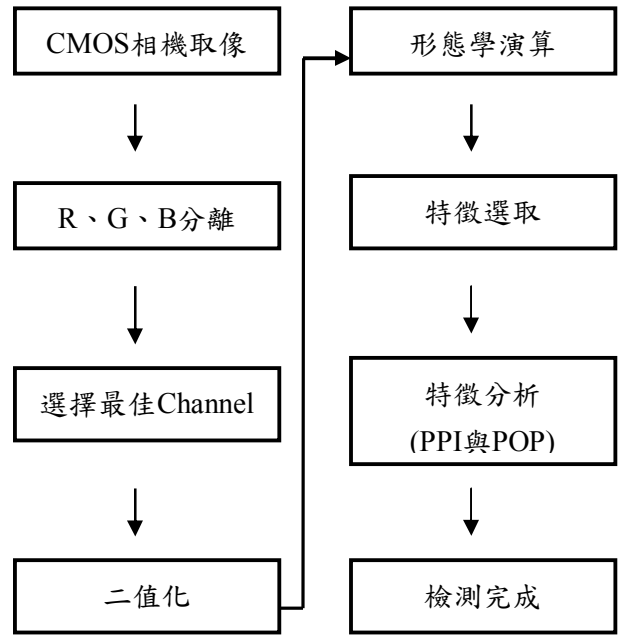 CMOS相機取像
R、G、B分離
選擇最佳Channel
二值化
形態學演算
特徵選取
特徵分析
(PPI與POP)
檢測完成